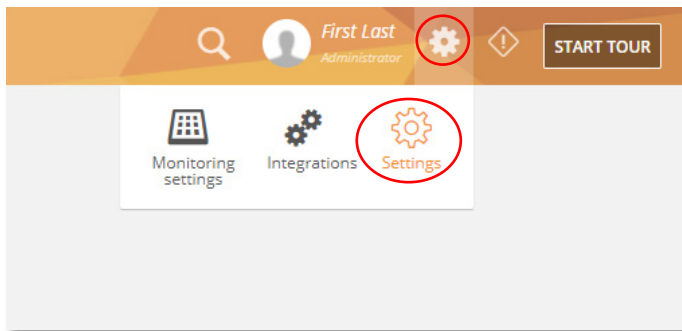 First Last
Administrator
START TOUR
Monitoring
settings
Integrations
Settings